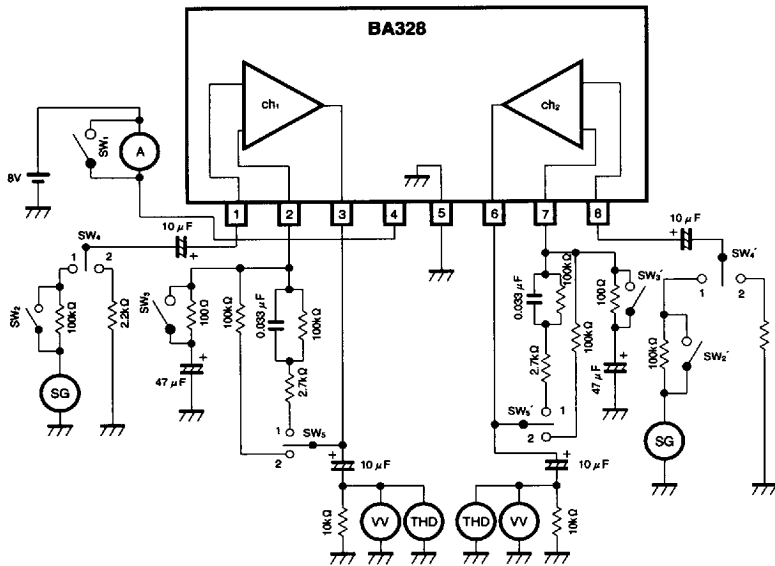 BA328
ch1
ch2
8V
SW1
A
1
2
3
4
5
6
7
8
10 μF
+
SW4
1
2
SW2
100kΩ
SG
2.2kΩ
SW3
100Ω
+
47 μF
100kΩ
0.033 μF
100kΩ
2.7kΩ
1
2
SW5
+
10 μF
10kΩ
VV
THD
THD
VV
10kΩ
+
10 μF
0.033 μF
100kΩ
2.7kΩ
100kΩ
SW5´
1
2
100Ω
SW3´
+
47 μF
10 μF
+
SW4´
1
2
100kΩ
SW2´
SG